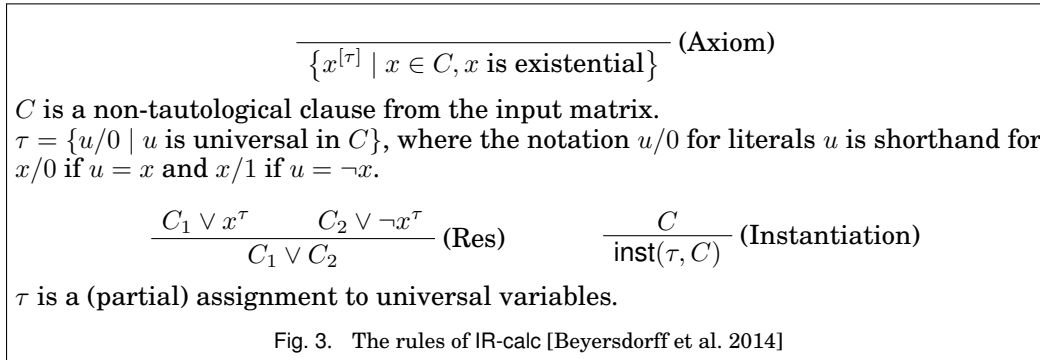 (Axiom)
{x^{[τ]} | x ∈ C, x is existential}
C is a non-tautological clause from the input matrix.
τ = {u/0 | u is universal in C}, where the notation u/0 for literals u is shorthand for
x/0 if u = x and x/1 if u = ¬x.
C₁ ∨ x^τ    C₂ ∨ ¬x^τ (Res)    C (Instantiation)
C₁ ∨ C₂    inst(τ, C)
τ is a (partial) assignment to universal variables.
Fig. 3. The rules of IR-calc [Beyersdorff et al. 2014]